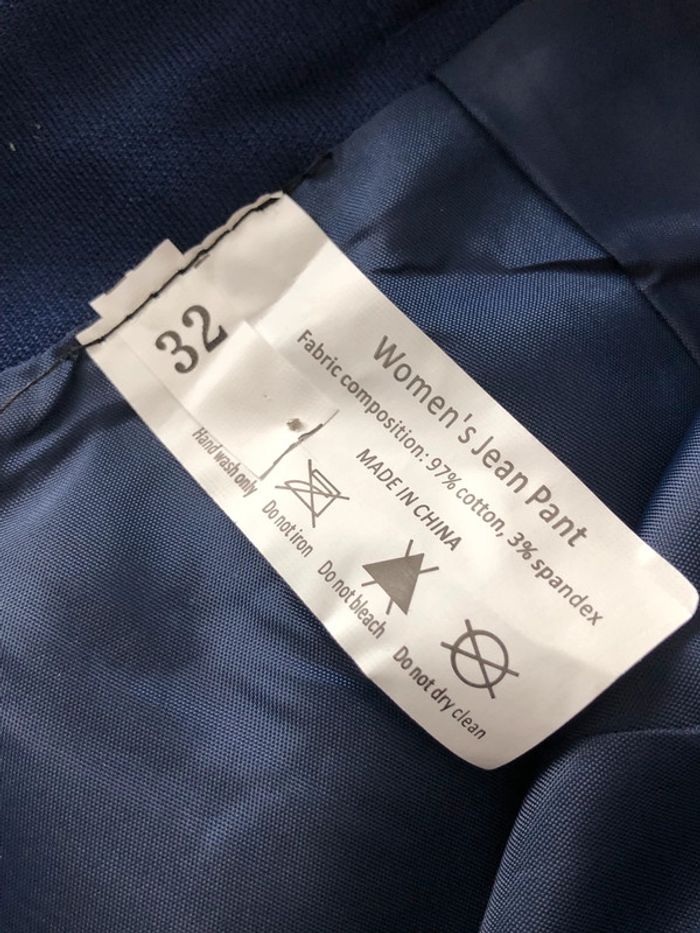 32
Women's Jean Pant
Fabric composition: 97% cotton, 3% spandex
MADE IN CHINA
Hand wash only
Do not iron
Do not bleach
Do not dry clean